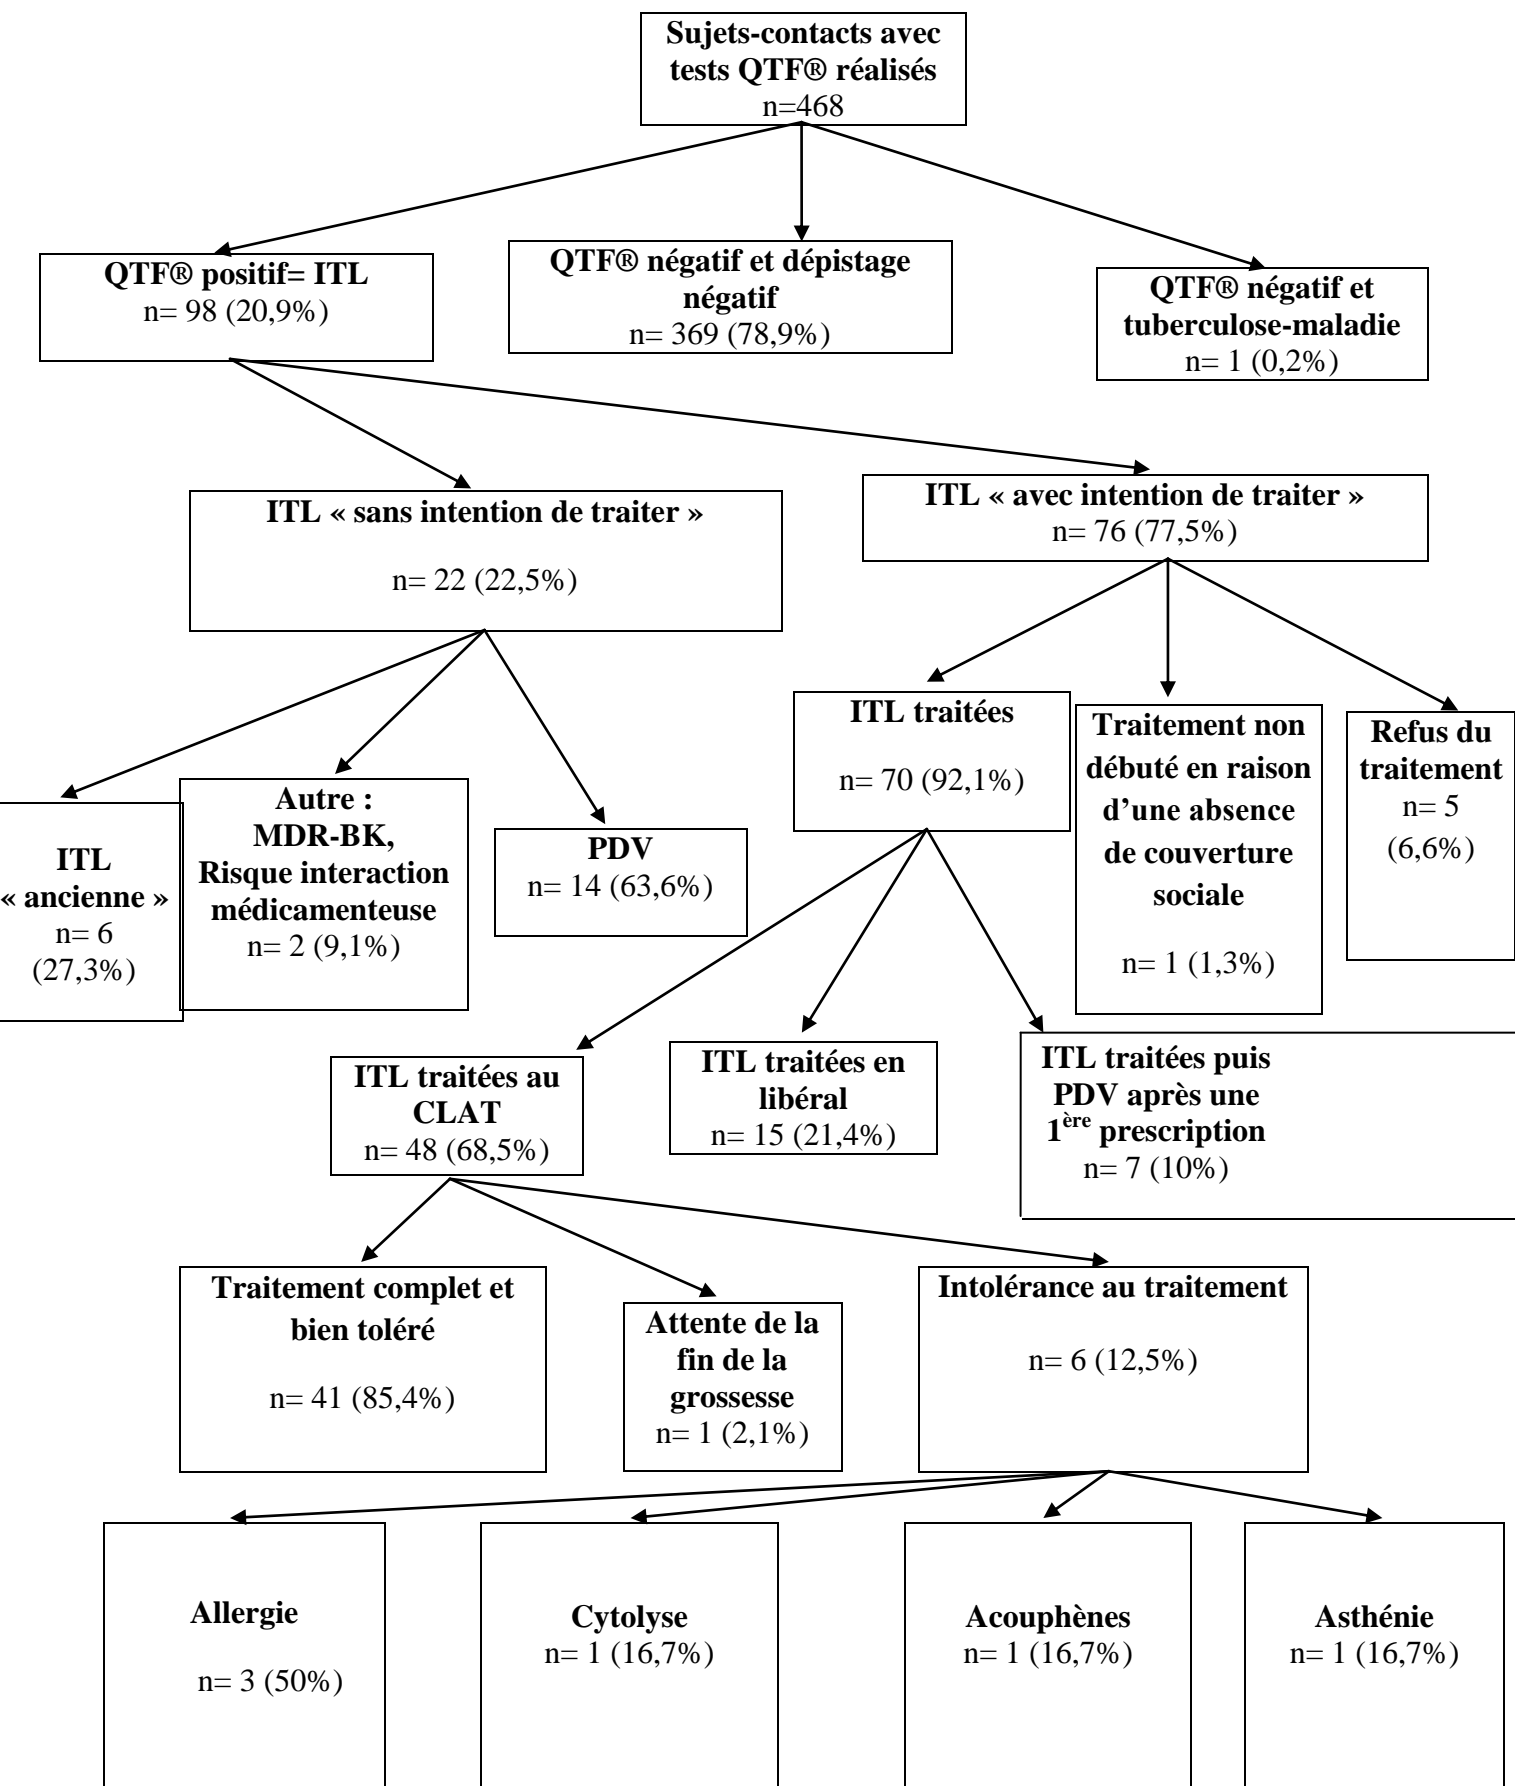 Sujets-contacts avec
tests QTF® réalisés
n=468
QTF® positif= ITL
n= 98 (20,9%)
QTF® négatif et dépistage
négatif
n= 369 (78,9%)
QTF® négatif et
tuberculose-maladie
n= 1 (0,2%)
ITL « sans intention de traiter »
n= 22 (22,5%)
ITL « avec intention de traiter »
n= 76 (77,5%)
ITL
« ancienne »
n= 6
(27,3%)
Autre :
MDR-BK,
Risque interaction
médicamenteuse
n= 2 (9,1%)
PDV
n= 14 (63,6%)
ITL traitées
n= 70 (92,1%)
Traitement non
débuté en raison
d’une absence
de couverture
sociale
n= 1 (1,3%)
Refus du
traitement
n= 5
(6,6%)
ITL traitées au
CLAT
n= 48 (68,5%)
ITL traitées en
libéral
n= 15 (21,4%)
ITL traitées puis
PDV après une
1ère prescription
n= 7 (10%)
Traitement complet et
bien toléré
n= 41 (85,4%)
Attente de la
fin de la
grossesse
n= 1 (2,1%)
Intolérance au traitement
n= 6 (12,5%)
Allergie
n= 3 (50%)
Cytolyse
n= 1 (16,7%)
Acouphènes
n= 1 (16,7%)
Asthénie
n= 1 (16,7%)